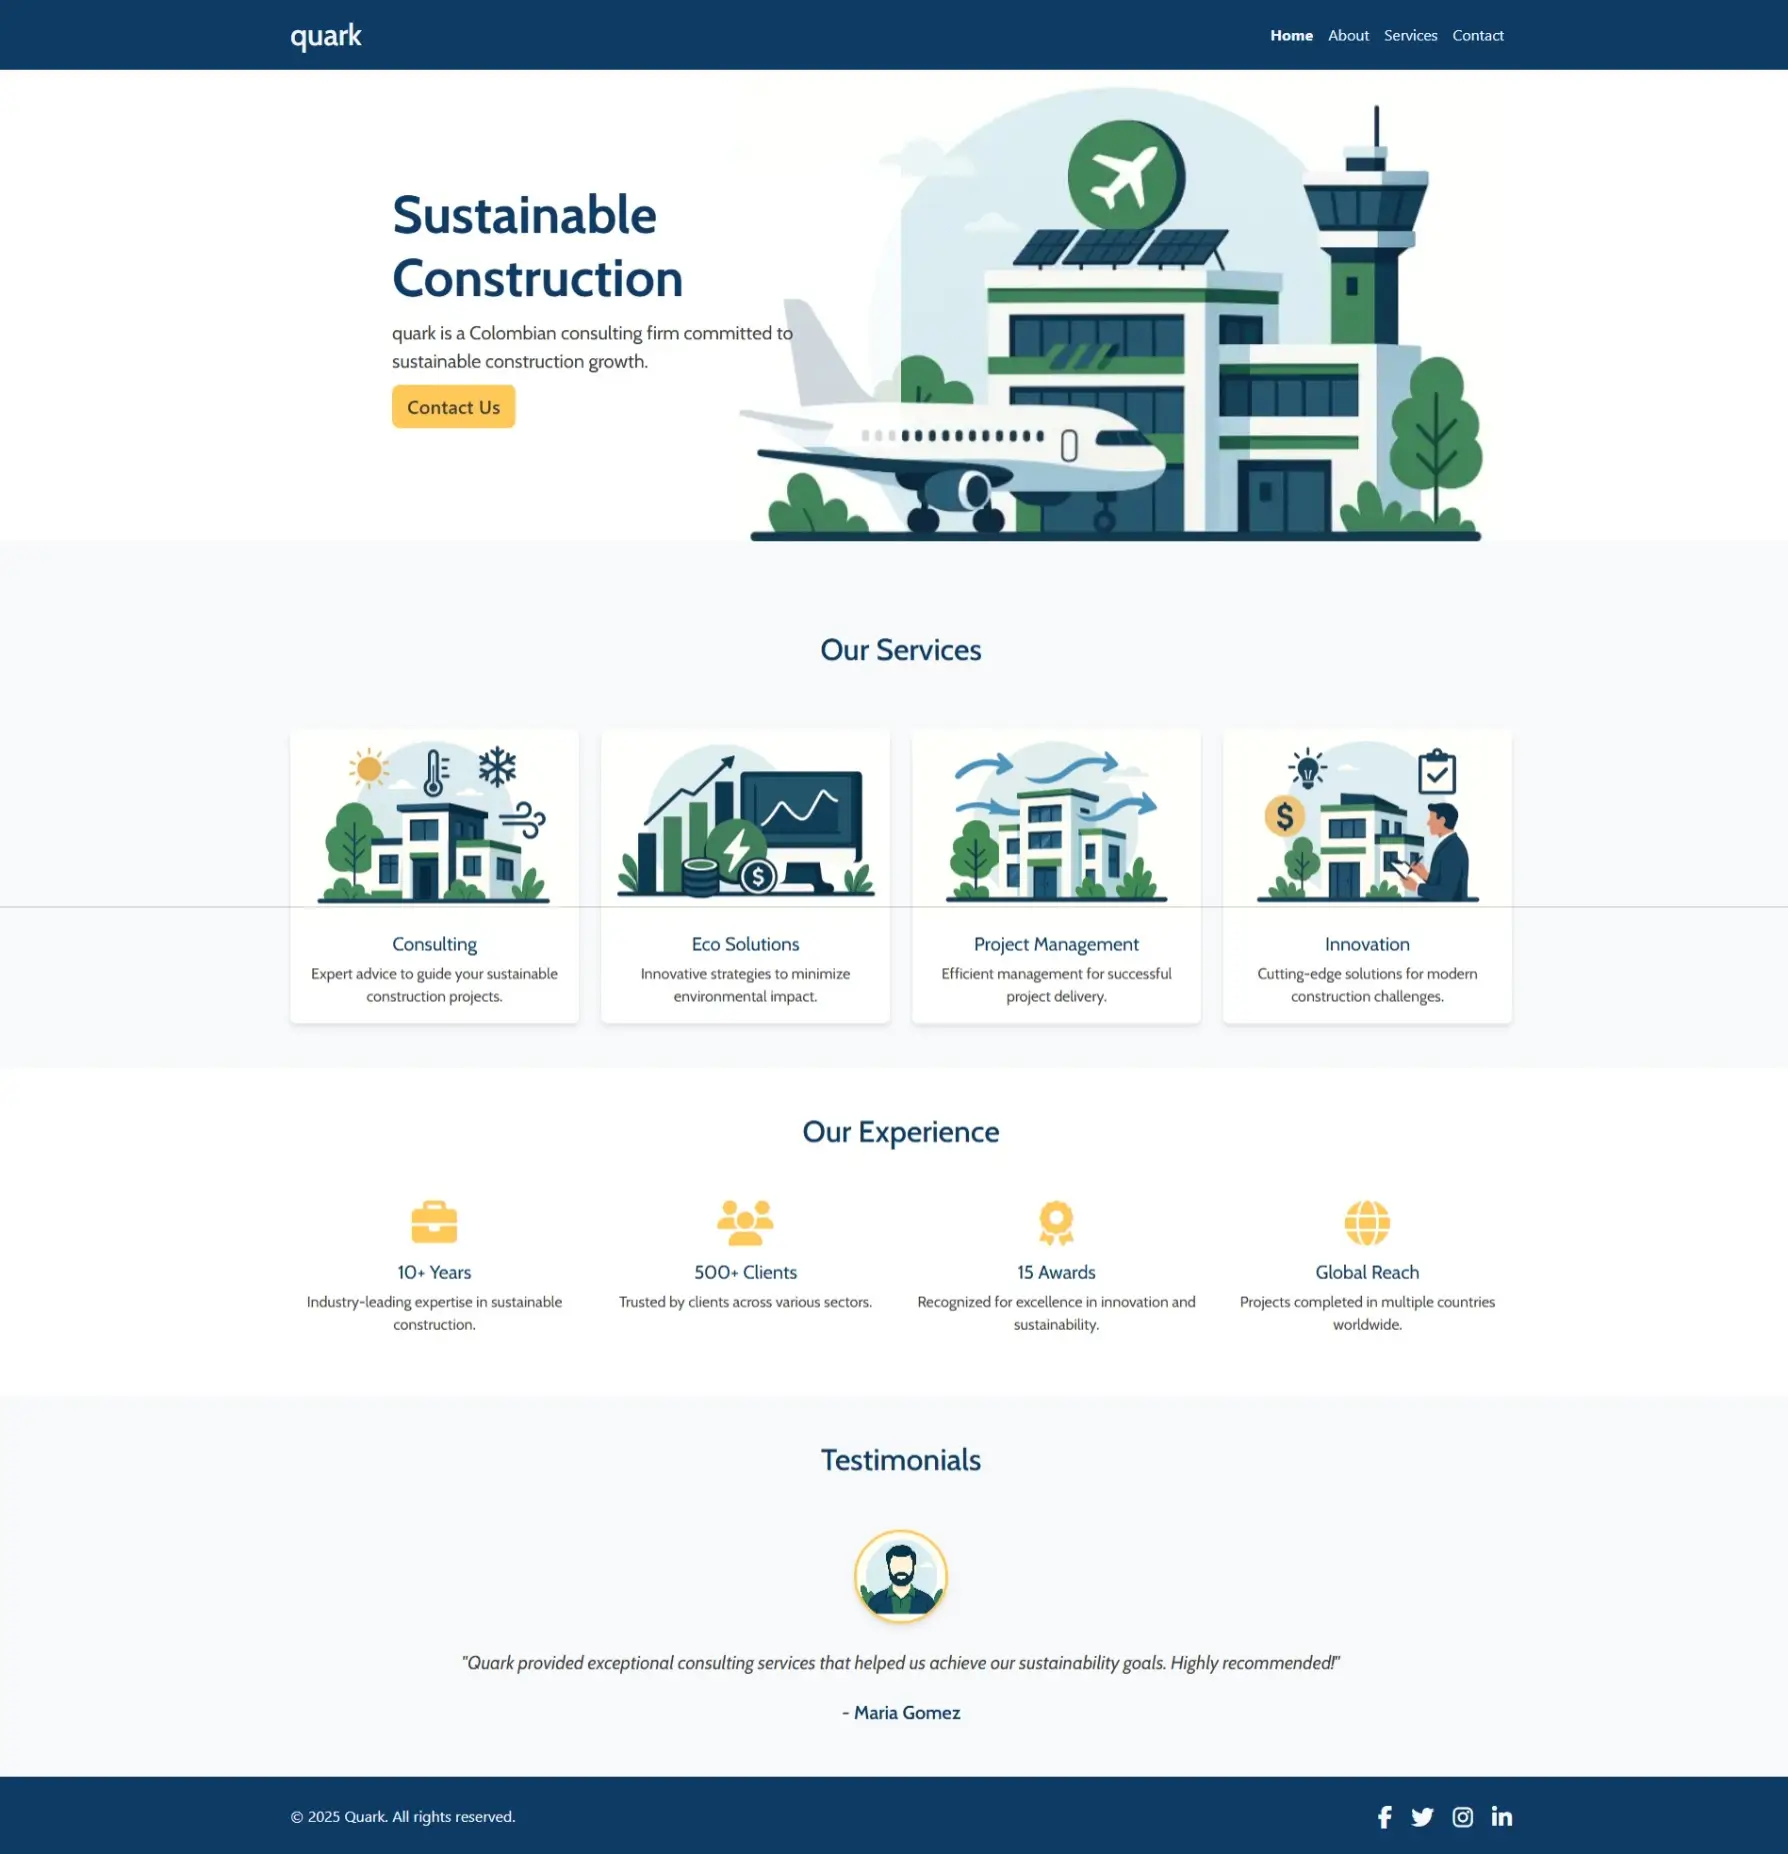 quark
Home About Services Contact
Sustainable
Construction
quark is a Colombian consulting firm committed to
sustainable construction growth.
Contact Us
Our Services
$
$
Consulting
Expert advice to guide your sustainable
construction projects.
Eco Solutions
Innovative strategies to minimize
environmental impact.
Project Management
Efficient management for successful
project delivery.
Innovation
Cutting-edge solutions for modern
construction challenges.
Our Experience
10+ Years
Industry-leading expertise in sustainable
construction.
500+ Clients
Trusted by clients across various sectors.
15 Awards
Recognized for excellence in innovation and
sustainability.
Global Reach
Projects completed in multiple countries
worldwide.
Testimonials
"Quark provided exceptional consulting services that helped us achieve our sustainability goals. Highly recommended!"
- Maria Gomez
© 2025 Quark. All rights reserved.